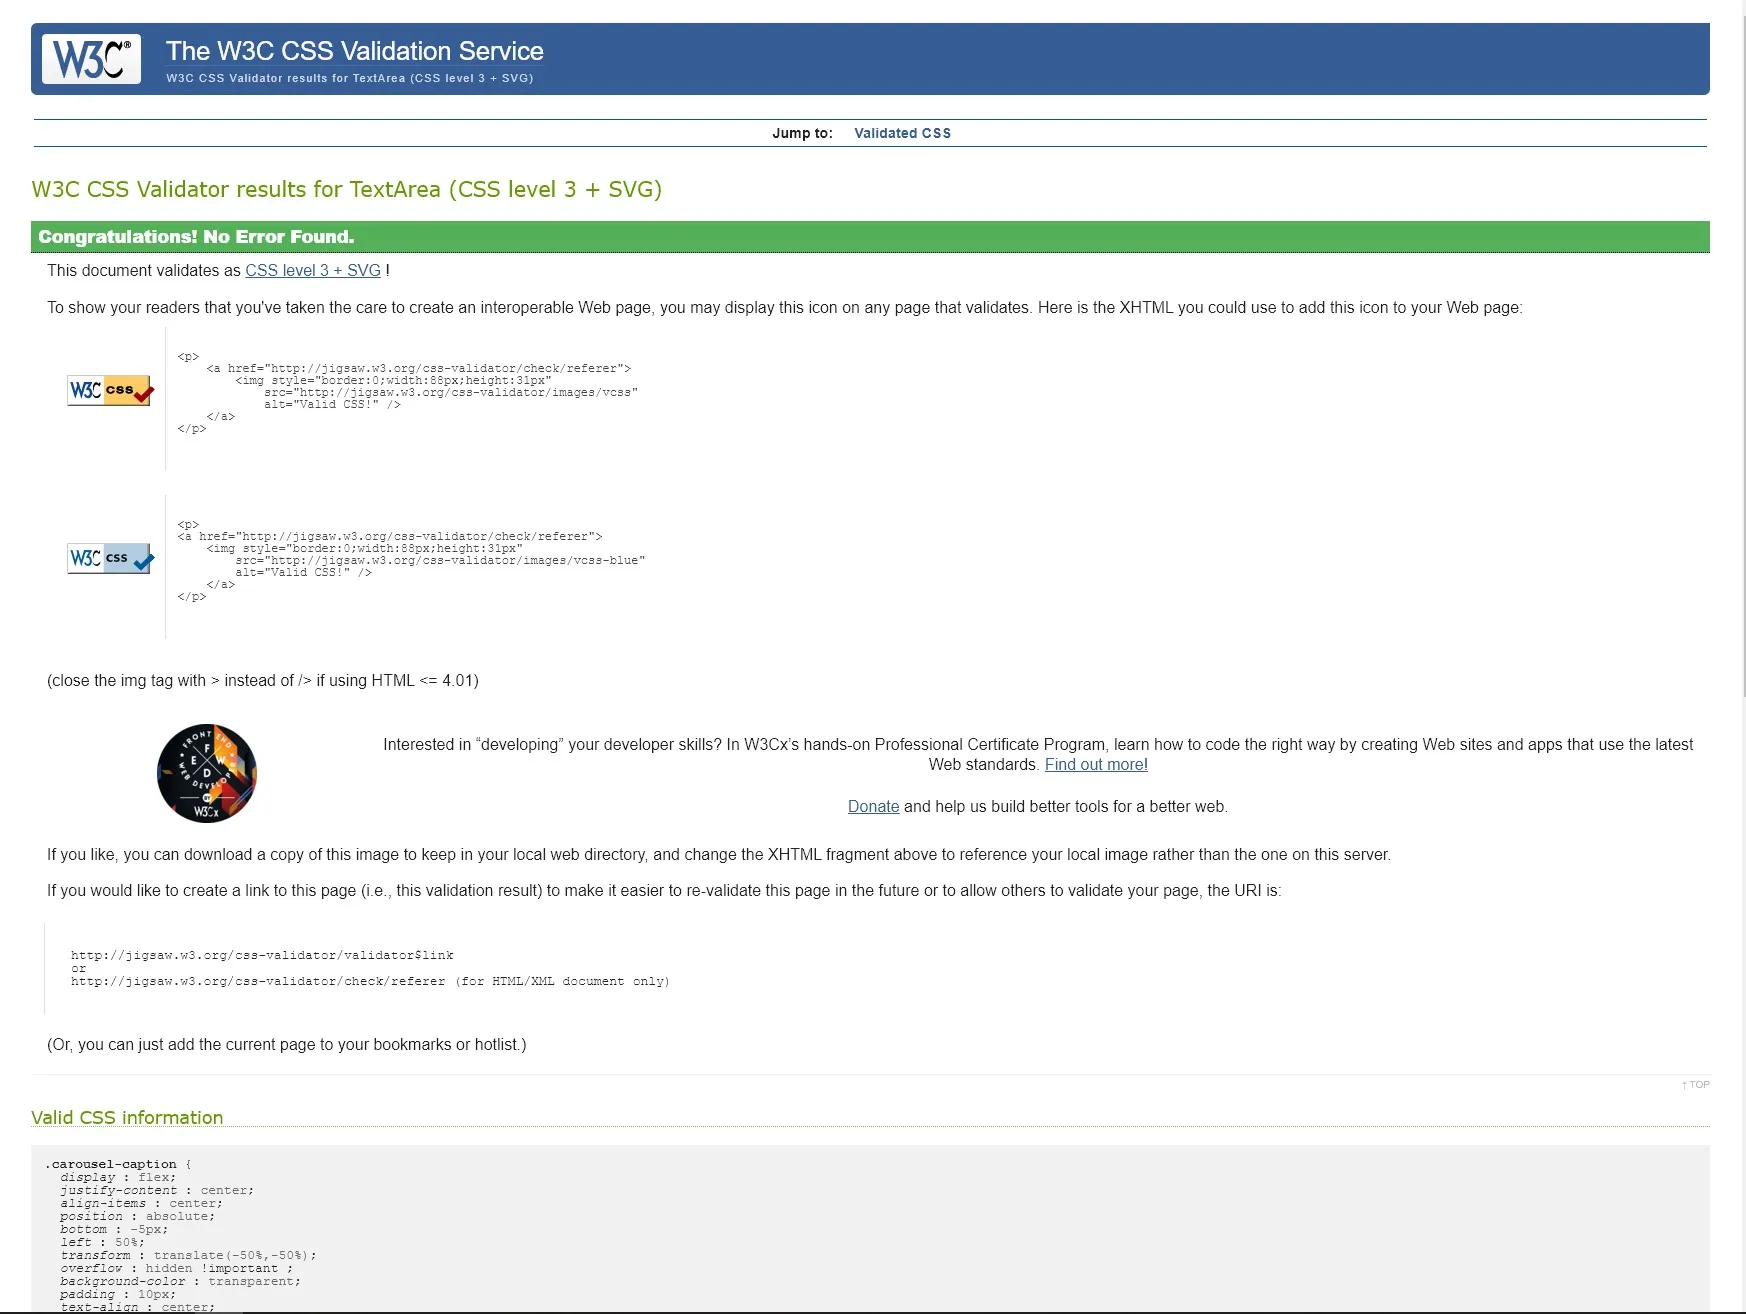 W3C®
The W3C CSS Validation Service
W3C CSS Validator results for TextArea (CSS level 3 + SVG)
Jump to: Validated CSS
W3C CSS Validator results for TextArea (CSS level 3 + SVG)
Congratulations! No Error Found.
This document validates as CSS level 3 + SVG !
To show your readers that you've taken the care to create an interoperable Web page, you may display this icon on any page that validates. Here is the XHTML you could use to add this icon to your Web page:
W3C css
<p>
    <a href="http://jigsaw.w3.org/css-validator/check/referer">
        <img style="border:0;width:88px;height:31px"
            src="http://jigsaw.w3.org/css-validator/images/vcss"
            alt="Valid CSS!" />
    </a>
</p>
W3C css
<p>
<a href="http://jigsaw.w3.org/css-validator/check/referer">
    <img style="border:0;width:88px;height:31px"
        src="http://jigsaw.w3.org/css-validator/images/vcss-blue"
        alt="Valid CSS!" />
    </a>
</p>
(close the img tag with > instead of /> if using HTML <= 4.01)
FRONT END
F E W D
WEB DEVELOPER
BY
W3Cx
Interested in “developing” your developer skills? In W3Cx’s hands-on Professional Certificate Program, learn how to code the right way by creating Web sites and apps that use the latest
Web standards. Find out more!
Donate and help us build better tools for a better web.
If you like, you can download a copy of this image to keep in your local web directory, and change the XHTML fragment above to reference your local image rather than the one on this server.
If you would like to create a link to this page (i.e., this validation result) to make it easier to re-validate this page in the future or to allow others to validate your page, the URI is:
http://jigsaw.w3.org/css-validator/validator$link
or
http://jigsaw.w3.org/css-validator/check/referer (for HTML/XML document only)
(Or, you can just add the current page to your bookmarks or hotlist.)
↑ TOP
Valid CSS information
.carousel-caption {
  display : flex;
  justify-content : center;
  align-items : center;
  position : absolute;
  bottom : -5px;
  left : 50%;
  transform : translate(-50%,-50%);
  overflow : hidden !important ;
  background-color : transparent;
  padding : 10px;
  text-align : center;